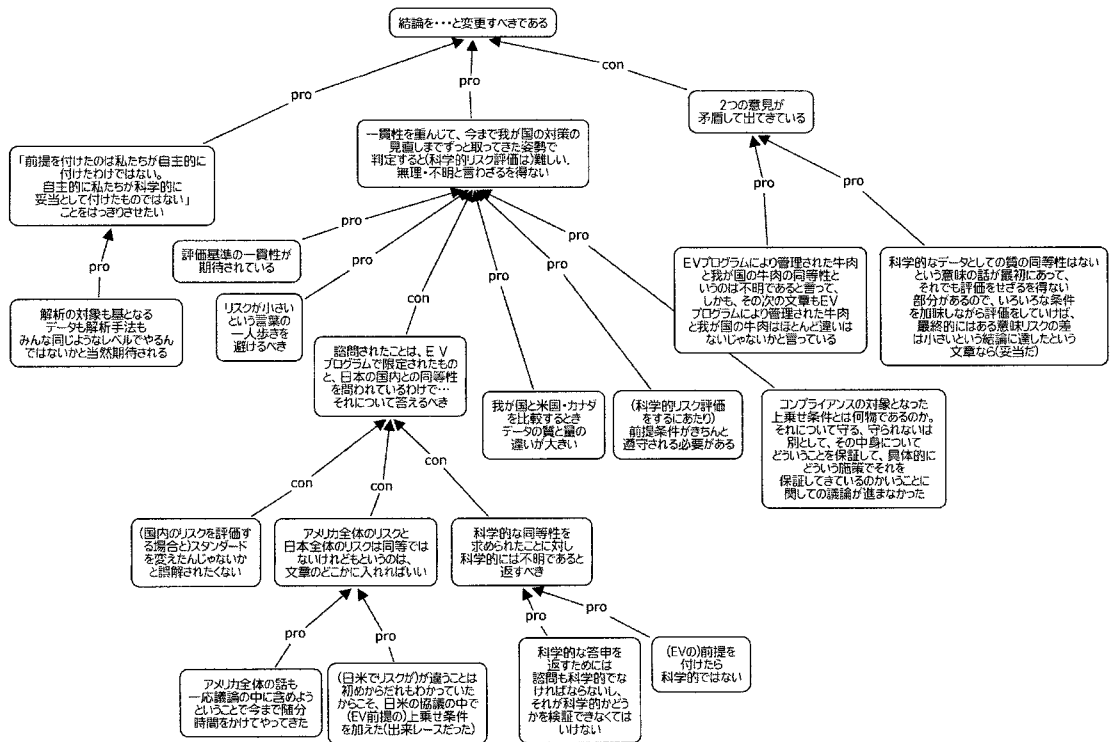 結論を・・・と変更すべきである
pro
pro
con
2つの意見が
矛盾して出てきている
一貫性を重んじて、今まで我が国の対策の
見直しまでずっと取ってきた姿勢で
判定すると(科学的リスク評価は)難しい.
無理・不明と言わざるを得ない
「前提を付けたのは私たちが自主的に
付けたわけではない。
自主的に私たちが科学的に
妥当として付けたものではない」
ことをはっきりさせたい
pro
pro
pro
pro
con
pro
pro
pro
pro
評価基準の一貫性が
期待されている
EVプログラムにより管理された牛肉
と我が国の牛肉の同等性と
いうのは不明であると言って、
しかも、その次の文章もEV
プログラムにより管理された牛肉
と我が国の牛肉はほとんど違いは
ないじゃないかと言っている
科学的なデータとしての質の同等性はない
という意味の話が最初にあって、
それでも評価をせざるを得ない
部分があるので、いろいろな条件
を加味しながら評価をしていけば、
最終的にはある意味リスクの差
は小さいという結論に達したという
文章なら(妥当だ)
解析の対象も基となる
データも解析手法も
みんな同じようなレベルでやるん
ではないかと当然期待される
リスクが小さい
という言葉の
一人歩きを
避けるべき
諮問されたことは、EV
プログラムで限定されたもの
と、日本の国内との同等性
を問われているわけで…
それについて答えるべき
我が国と米国・カナダ
を比較するとき
データの質と量の
違いが大きい
(科学的リスク評価
をするにあたり)
前提条件がきちんと
遵守される必要がある
コンプライアンスの対象となった
上乗せ条件とは何物であるのか。
それについて守る、守られないは
別として、その中身について
どういうことを保証して、具体的に
どういう施策でそれを
保証してきているのかいうことに
関しての議論が進まなかった
con
con
con
(国内のリスクを評価す
る場合と)スタンダード
を変えたんじゃないか
と誤解されたくない
アメリカ全体のリスクと
日本全体のリスクは同等では
ないけれどもというのは、
文章のどこかに入れればいい
科学的な同等性を
求められたことに対し
科学的には不明であると
返すべき
pro
pro
pro
pro
アメリカ全体の話も
一応議論の中に含めよう
ということで今まで随分
時間をかけてやってきた
(日米でリスクが)違うことは
初めからだれもわかっていた
からこそ、日米の協議の中で
(EV前提の)上乗せ条件
を加えた(出来レースだった)
科学的な答申を
返すためには
諮問も科学的でな
ければならないし、
それが科学的かどう
かを検証できなくては
いけない
(EVの)前提を
付けたら
科学的ではない